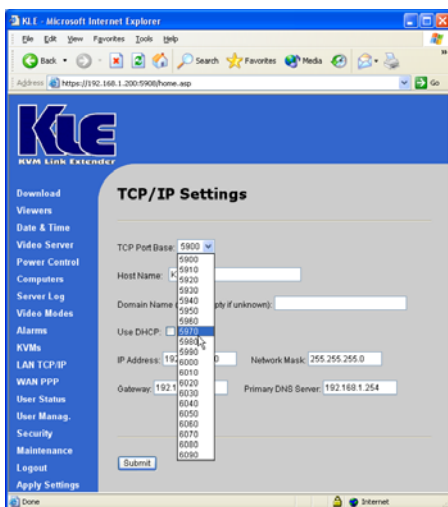 KLE - Microsoft Internet Explorer
File Edit View Favorites Tools Help
Back Search Favorites Media
Address https://192.168.1.200:5908/home.asp Go
KLE
KVM Link Extender
Download
Viewers
Date & Time
Video Server
Power Control
Computers
Server Log
Video Modes
Alarms
KVMs
LAN TCP/IP
WAN PPP
User Status
User Manag.
Security
Maintenance
Logout
Apply Settings
TCP/IP Settings
TCP Port Base: 5900
5900
5910
5920
5930
5940
5950
5960
5970
5980
5990
6000
6010
6020
6030
6040
6050
6060
6070
6080
6090
Host Name: K
Domain Name pty if unknown):
Use DHCP:
IP Address: 192 0 Network Mask: 255.255.255.0
Gateway: 192.1 Primary DNS Server: 192.168.1.254
Submit
Done Internet